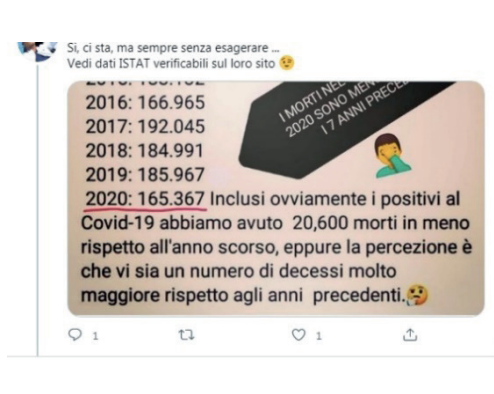 Si, ci sta, ma sempre senza esagerare ...
Vedi dati ISTAT verificabili sul loro sito 😉
2016: 166.965
2017: 192.045
2018: 184.991
2019: 185.967
2020: 165.367 Inclusi ovviamente i positivi al
Covid-19 abbiamo avuto 20,600 morti in meno
rispetto all'anno scorso, eppure la percezione è
che vi sia un numero di decessi molto
maggiore rispetto agli anni precedenti.🤔
I MORTI NEL
2020 SONO MENO
I 7 ANNI PRECED
1
1